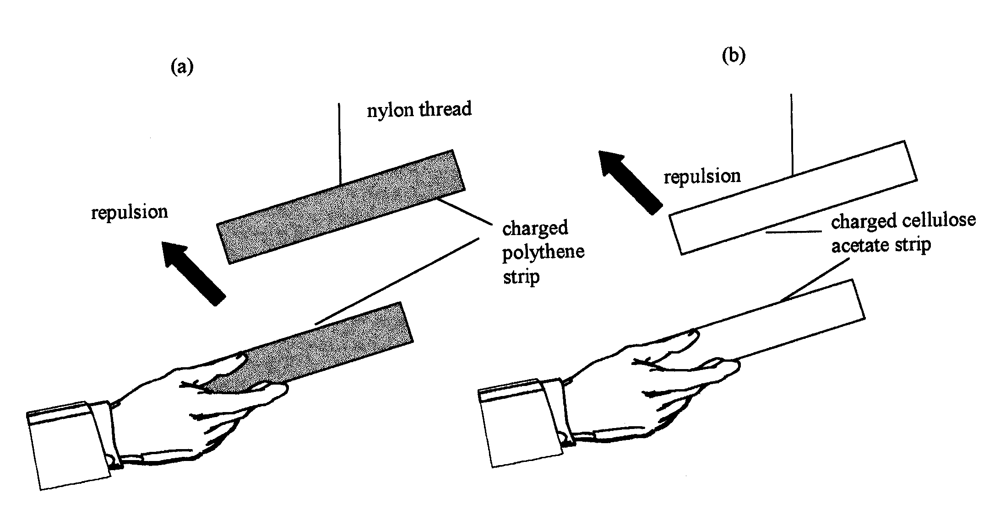 (a)
nylon thread
repulsion
charged
polythene
strip
(b)
repulsion
charged cellulose
acetate strip